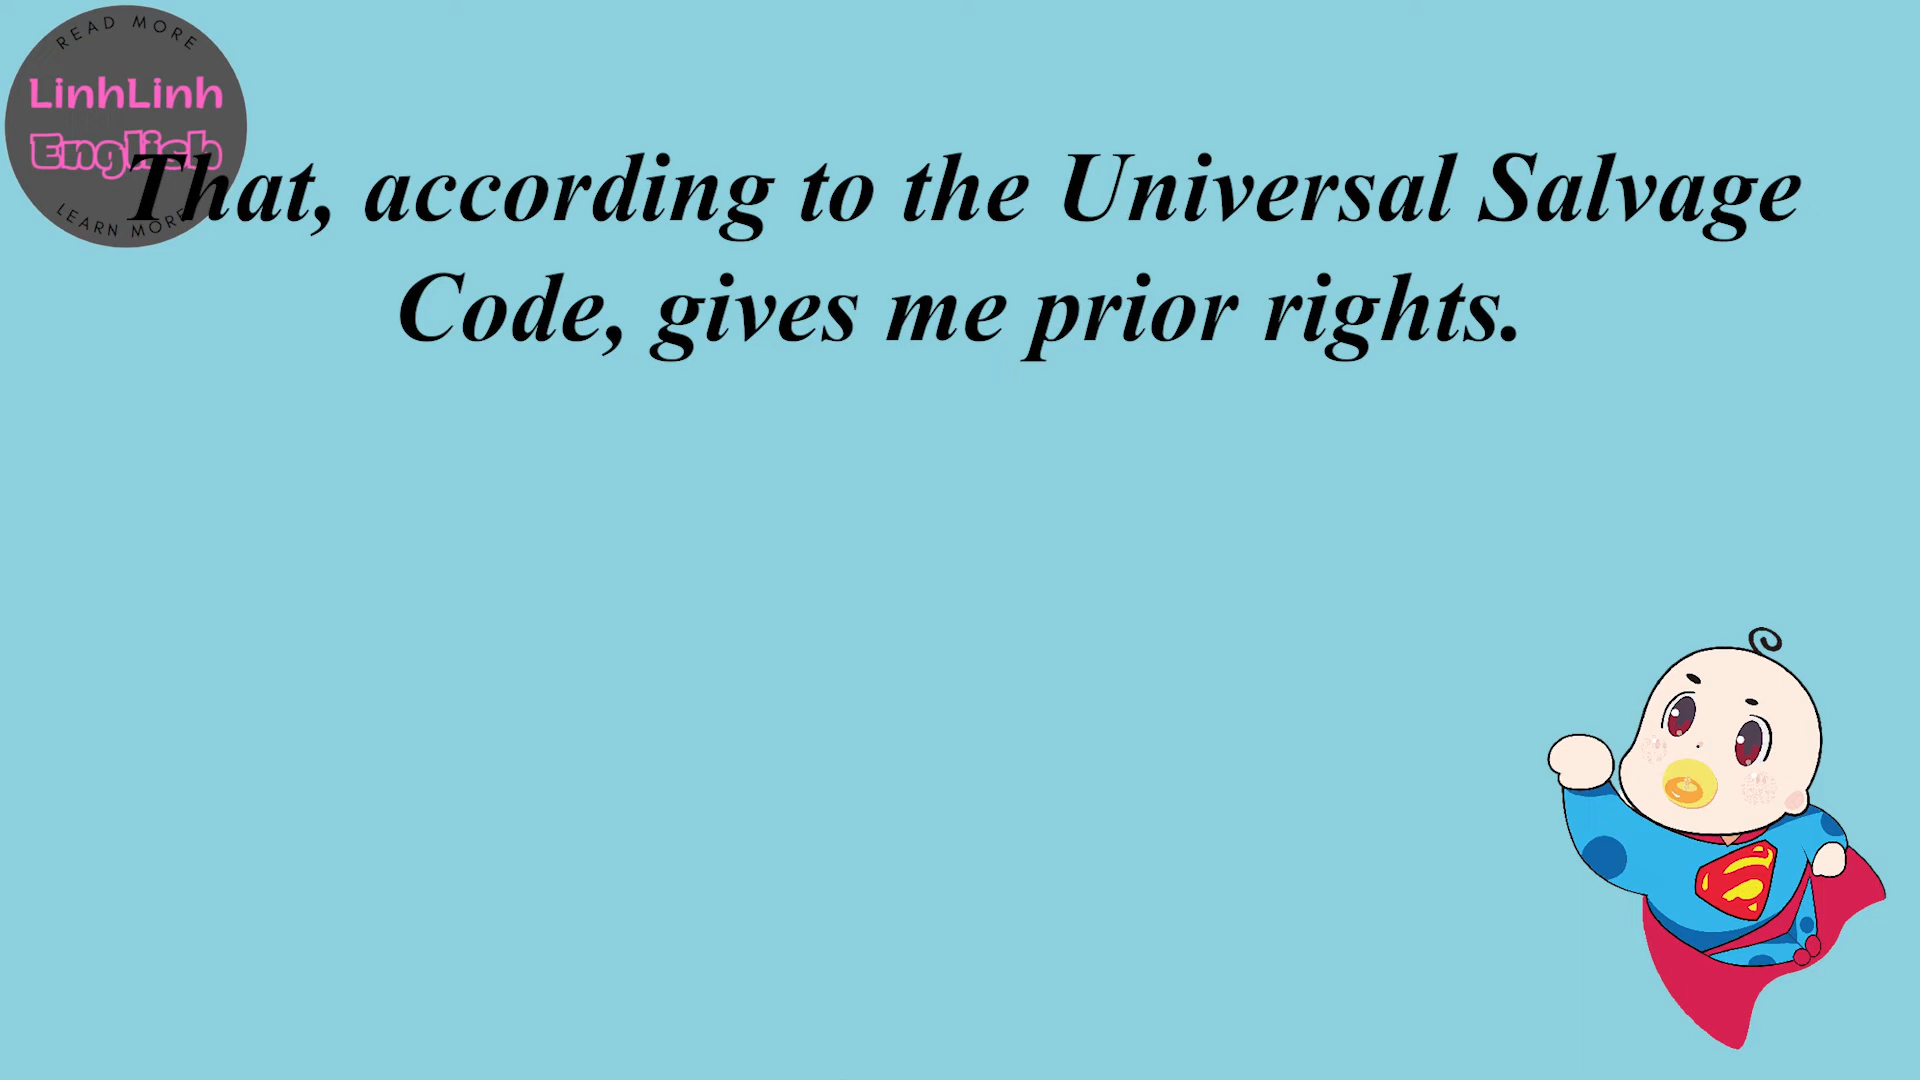 READ MORE
LinhLinh
English
LEARN MORE
That, according to the Universal Salvage
Code, gives me prior rights.